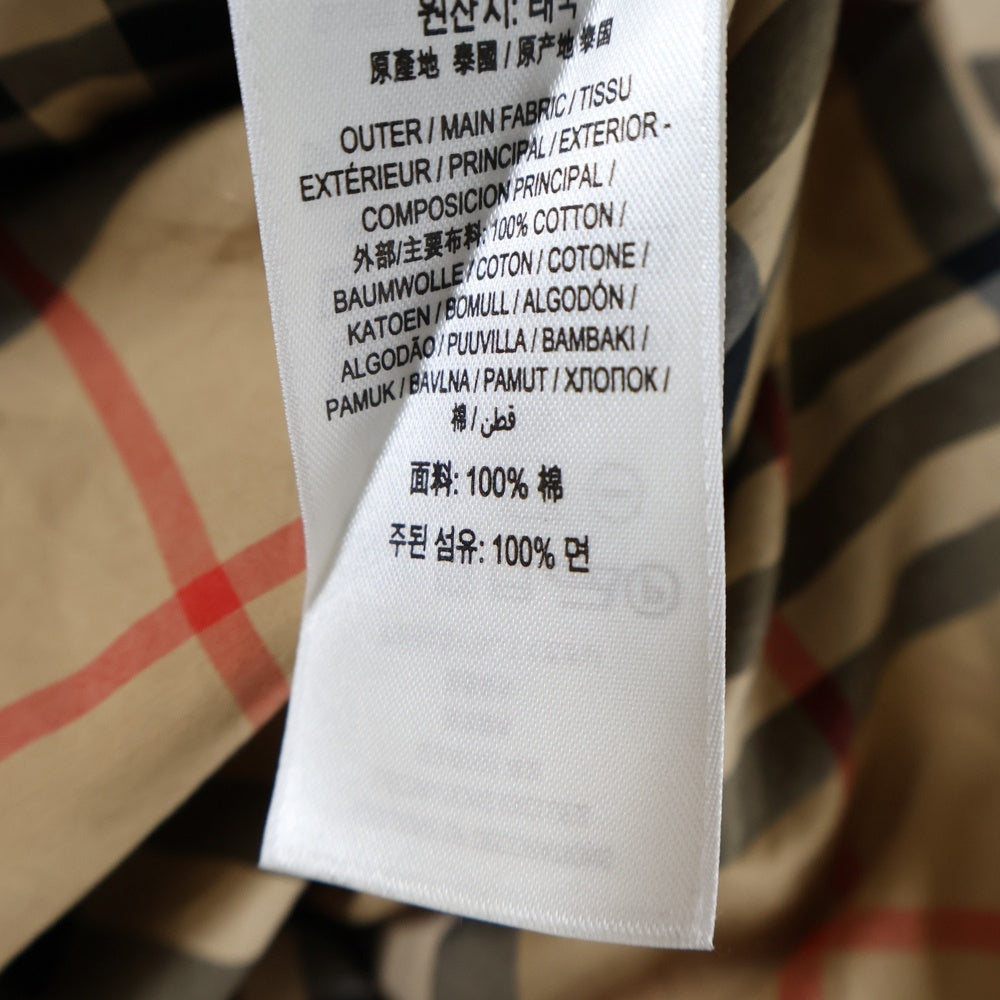 원산지: 태국
原產地 泰國 / 原产地 泰国
OUTER / MAIN FABRIC / TISSU
EXTÉRIEUR / PRINCIPAL / EXTERIOR -
COMPOSICION PRINCIPAL /
外部/主要布料: 100% COTTON /
BAUMWOLLE / COTON / COTONE /
KATOEN / BOMULL / ALGODÓN /
ALGODÃO / PUUVILLA / BAMBAKI /
PAMUK / BAVLNA / PAMUT / ХЛОПОК /
棉 / قطن
面料: 100% 棉
주된 섬유: 100% 면